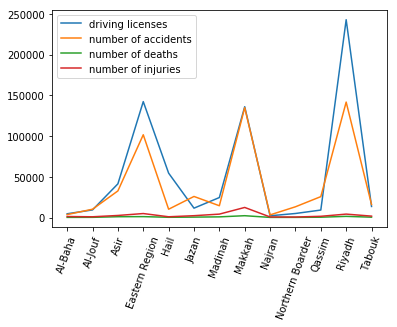 driving licenses
number of accidents
number of deaths
number of injuries
250000
200000
150000
100000
50000
0
Al-Baha
Al-Jouf
Asir
Eastern Region
Hail
Jazan
Madinah
Makkah
Najran
Northern Boarder
Qassim
Riyadh
Tabouk